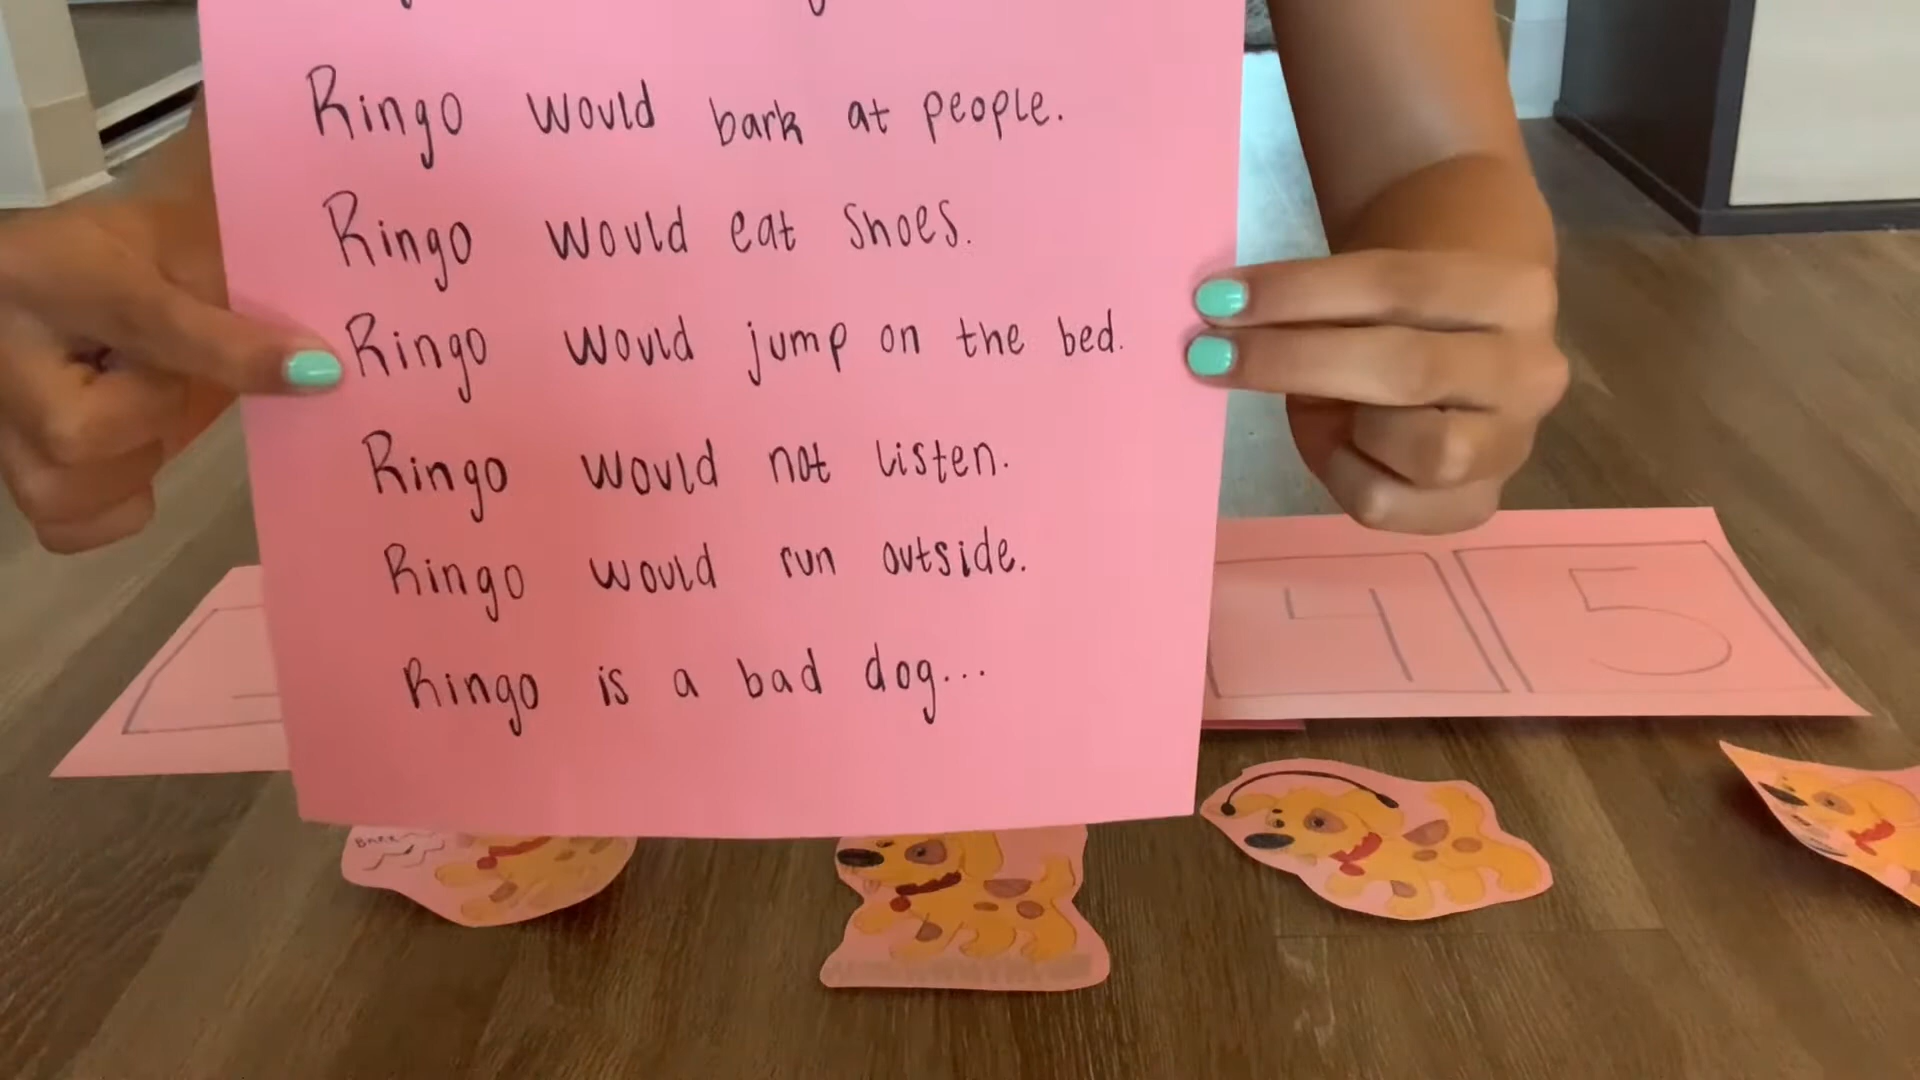 Ringo would bark at people.
Ringo would eat shoes.
Ringo would jump on the bed.
Ringo would not listen.
Ringo would run outside.
Ringo is a bad dog...
4 5
Bark